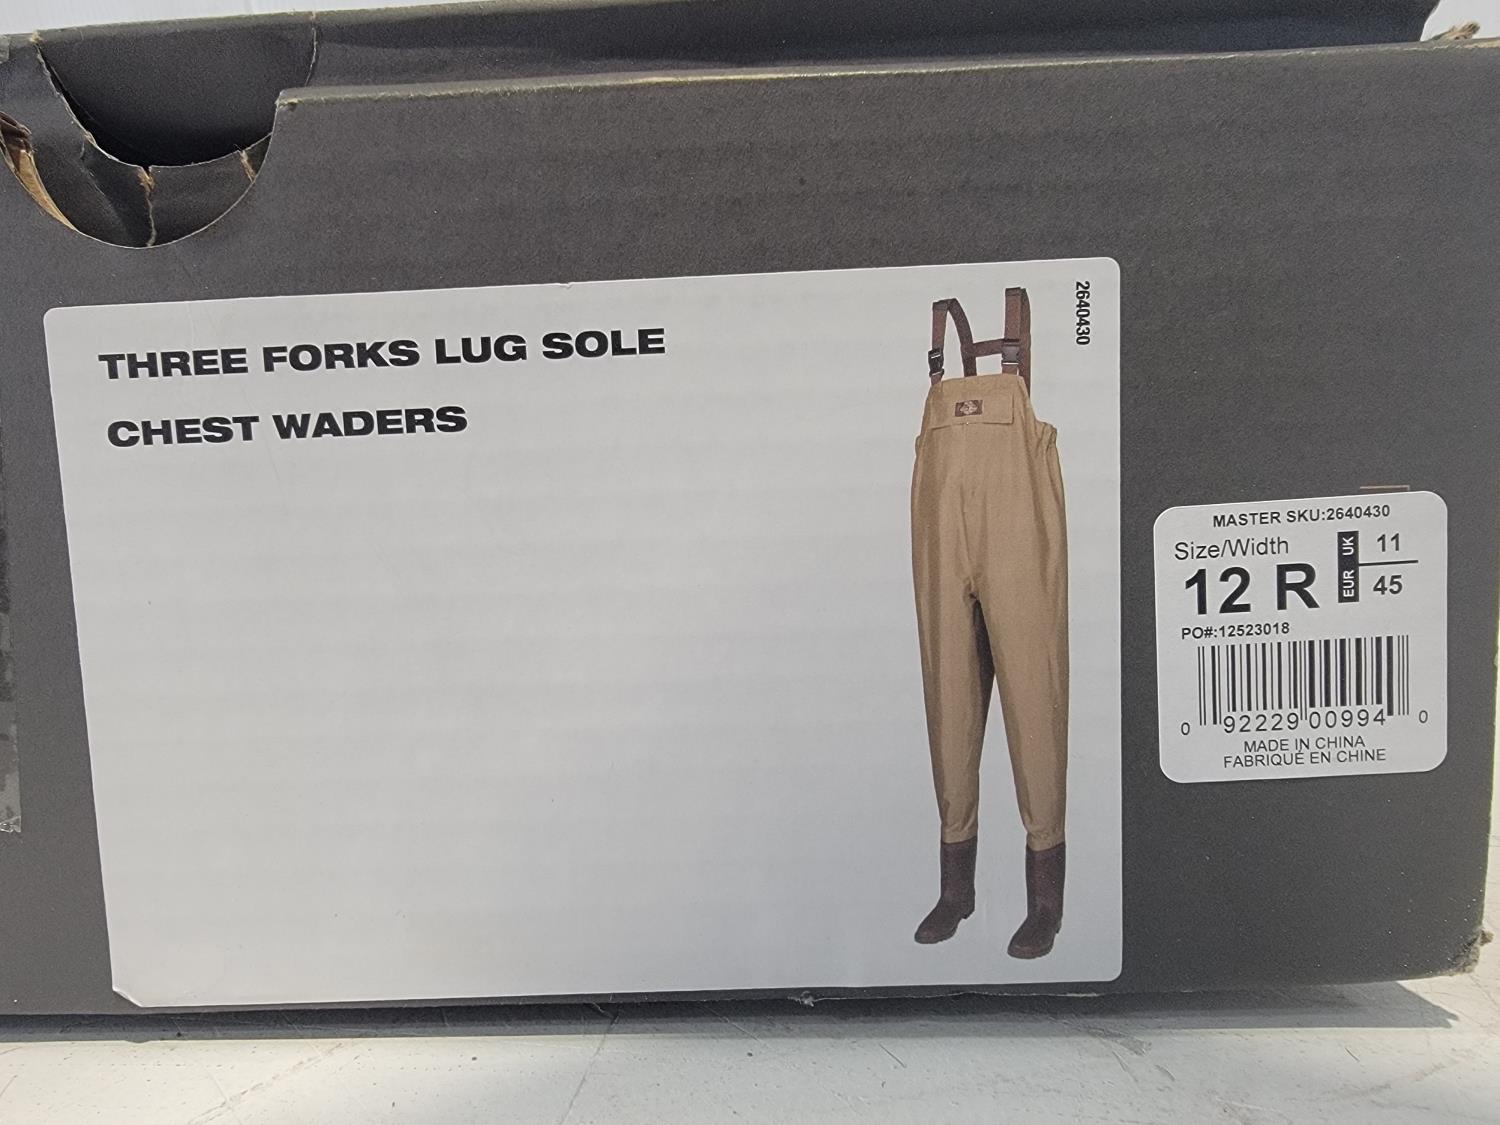 THREE FORKS LUG SOLE
CHEST WADERS
2640430
MASTER SKU:2640430
Size/Width
12 R
UK 11
EUR 45
PO#:12523018
0 92229 00994 0
MADE IN CHINA
FABRIQUÉ EN CHINE